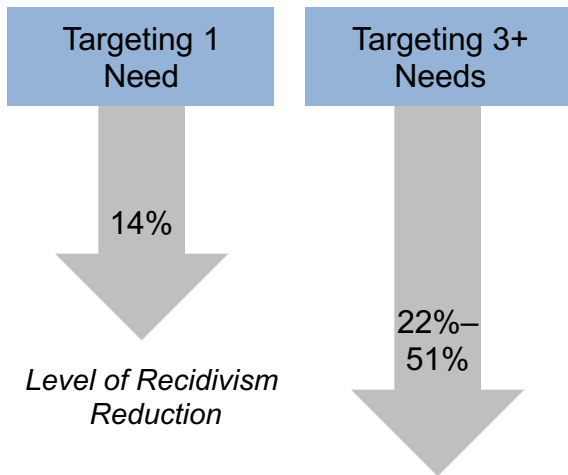 Targeting 1
Need
Targeting 3+
Needs
14%
22%–
51%
Level of Recidivism
Reduction